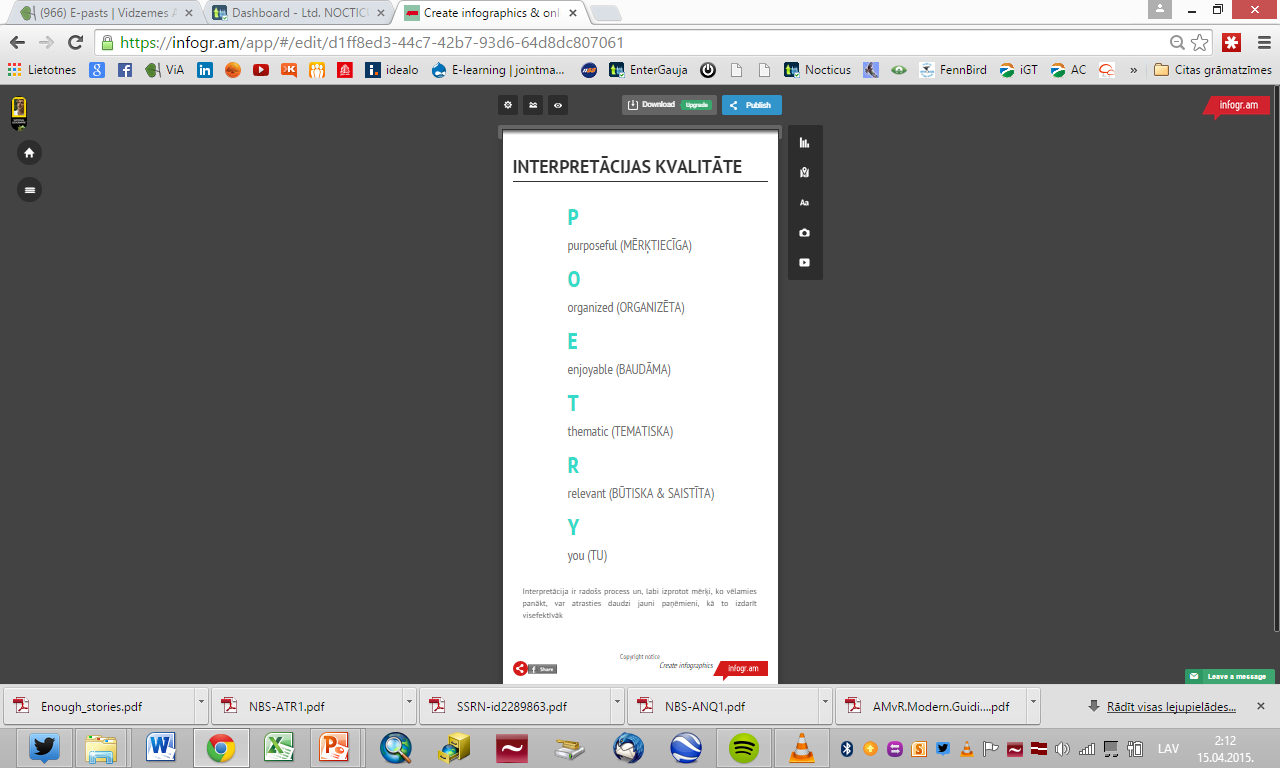 (966) E-pasts | Vidzemes A
Dashboard - Ltd. NOCTICU
Create infographics & onl
https://infogr.am/app/#/edit/d1ff8ed3-44c7-42b7-93d6-64d8dc807061
Lietotnes
ViA
idealo
E-learning | jointma...
EnterGauja
Nocticus
FennBird
iGT
AC
»
Citas grāmatzīmes
Download
Upgrade
Publish
infogr.am
INTERPRETĀCIJAS KVALITĀTE
P
purposeful (MĒRĶTIECĪGA)
O
organized (ORGANIZĒTA)
E
enjoyable (BAUDĀMA)
T
thematic (TEMATISKA)
R
relevant (BŪTISKA & SAISTĪTA)
Y
you (TU)
Interpretācija ir radošs process un, labi izprotot mērķi, ko vēlamies
panākt, var atrasties daudzi jauni paņēmieni, kā to izdarīt
visefektīvāk
Aa
Copyright notice
Share
Create infographics
infogr.am
Leave a message
Enough_stories.pdf
NBS-ATR1.pdf
SSRN-id2289863.pdf
NBS-ANQ1.pdf
AMvR.Modern.Guidi....pdf
Rādīt visas lejupielādes...
LAV
2:12
15.04.2015.